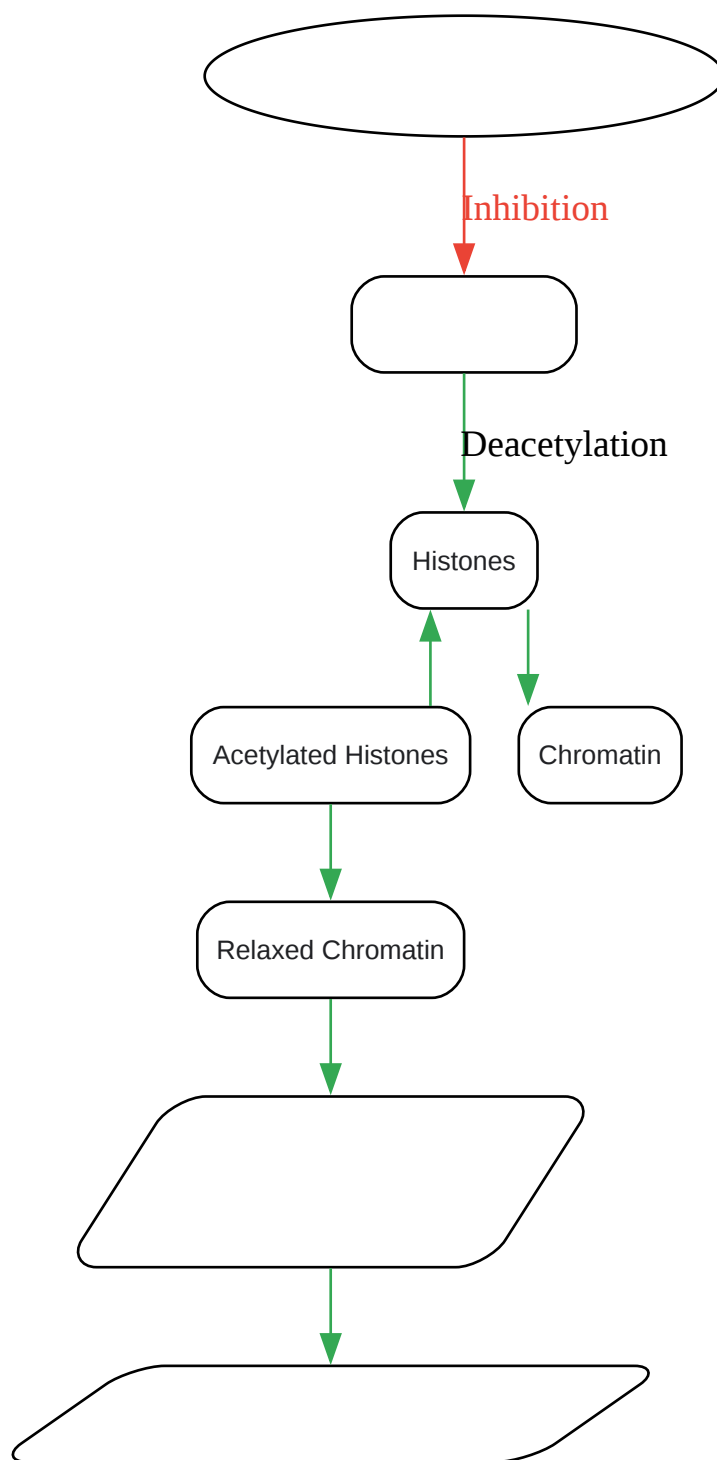 Inhibition
Deacetylation
Histones
Acetylated Histones
Chromatin
Relaxed Chromatin